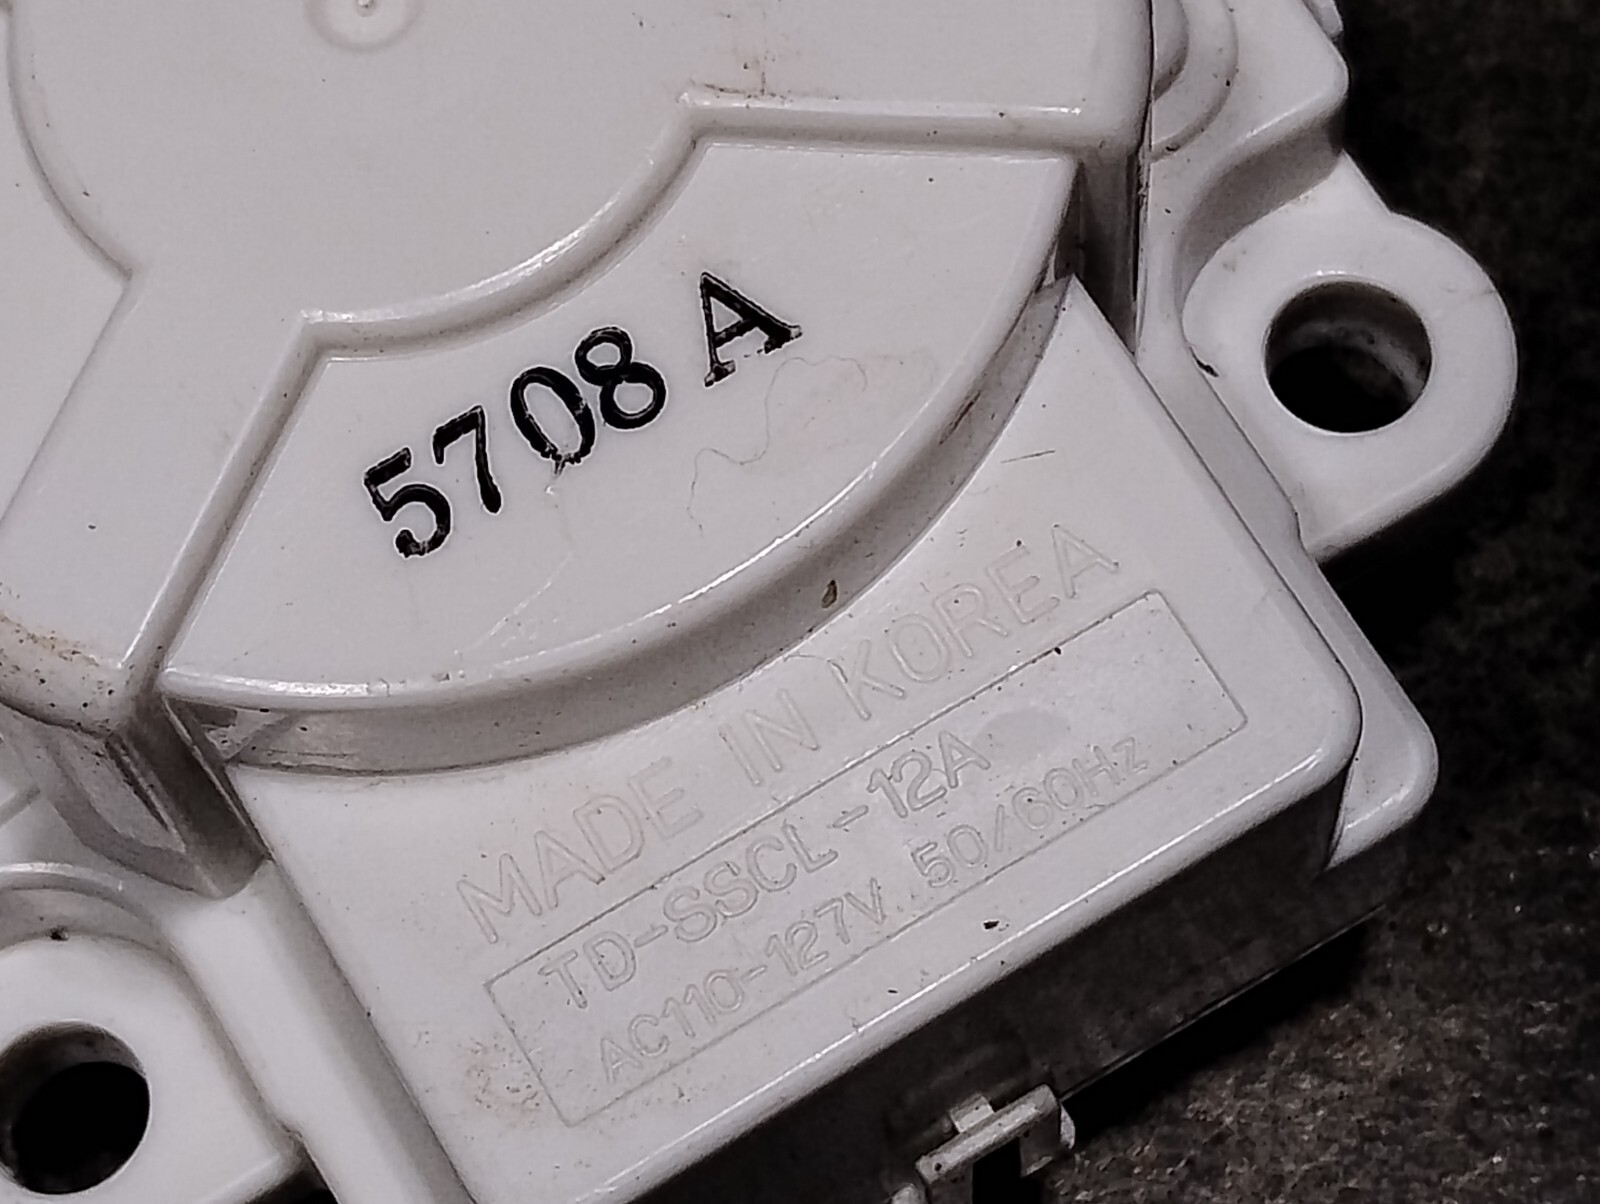 5708 A
MADE IN KOREA
TD-SSCL-12A
AC110-127V 50/60Hz